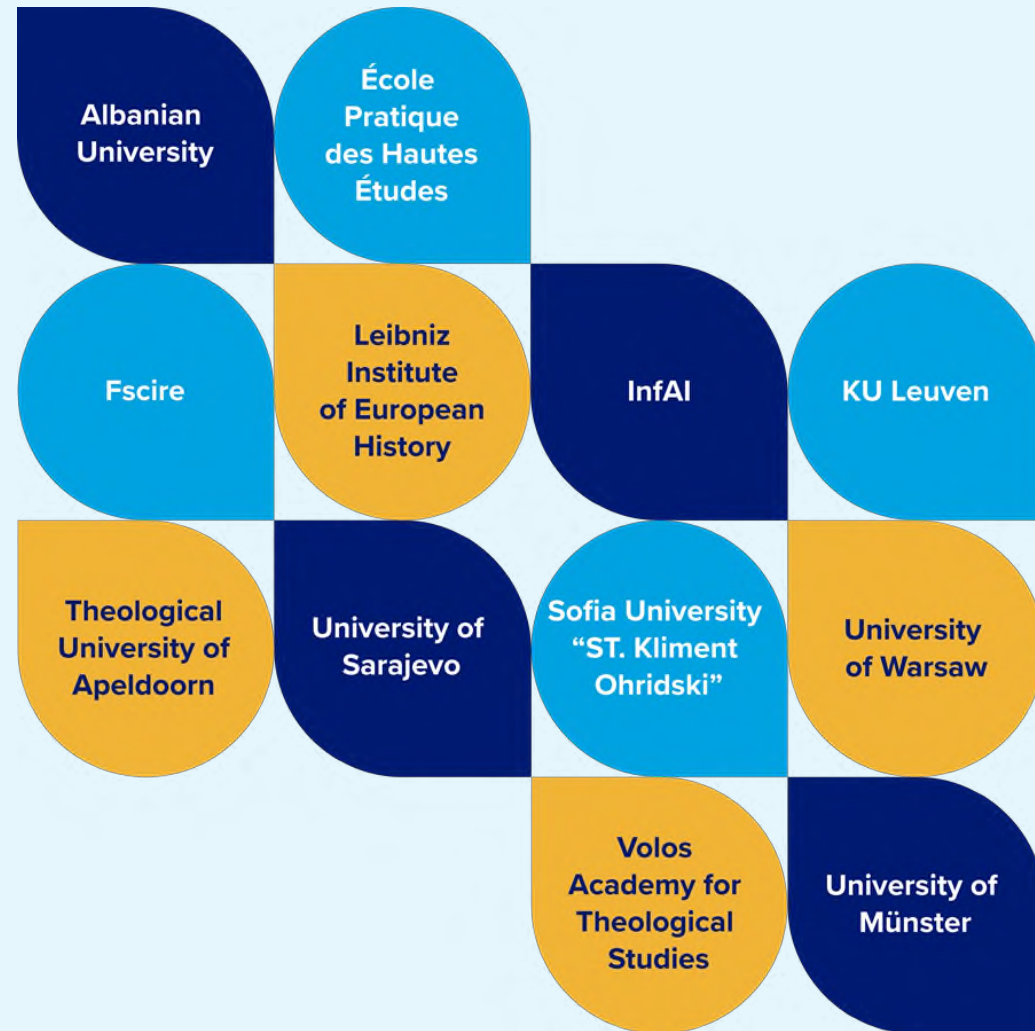 Albanian
University
École
Pratique
des Hautes
Études
Fscire
Leibniz
Institute
of European
History
InfAI
KU Leuven
Theological
University of
Apeldoorn
University of
Sarajevo
Sofia University
“ST. Kliment
Ohridski”
University
of Warsaw
Volos
Academy for
Theological
Studies
University of
Münster